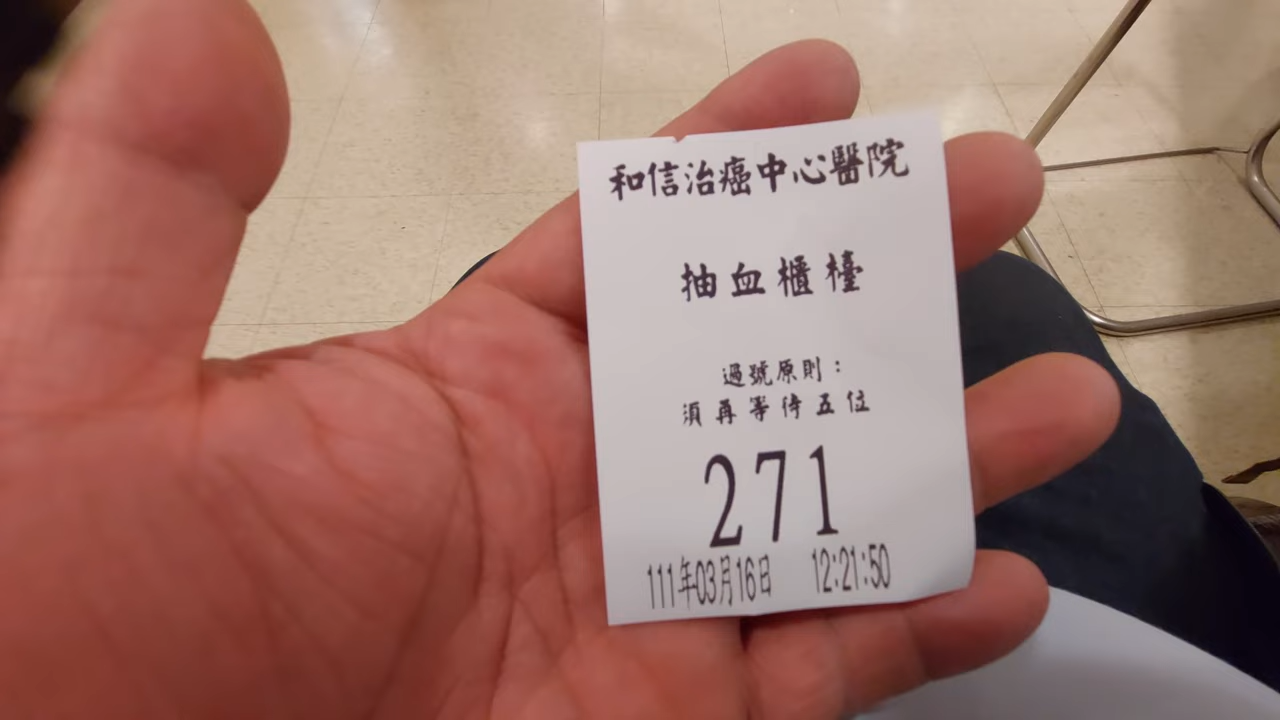 和信治癌中心醫院
抽血櫃檯
過號原則：
須再等待五位
271
111年03月16日 12:21:50